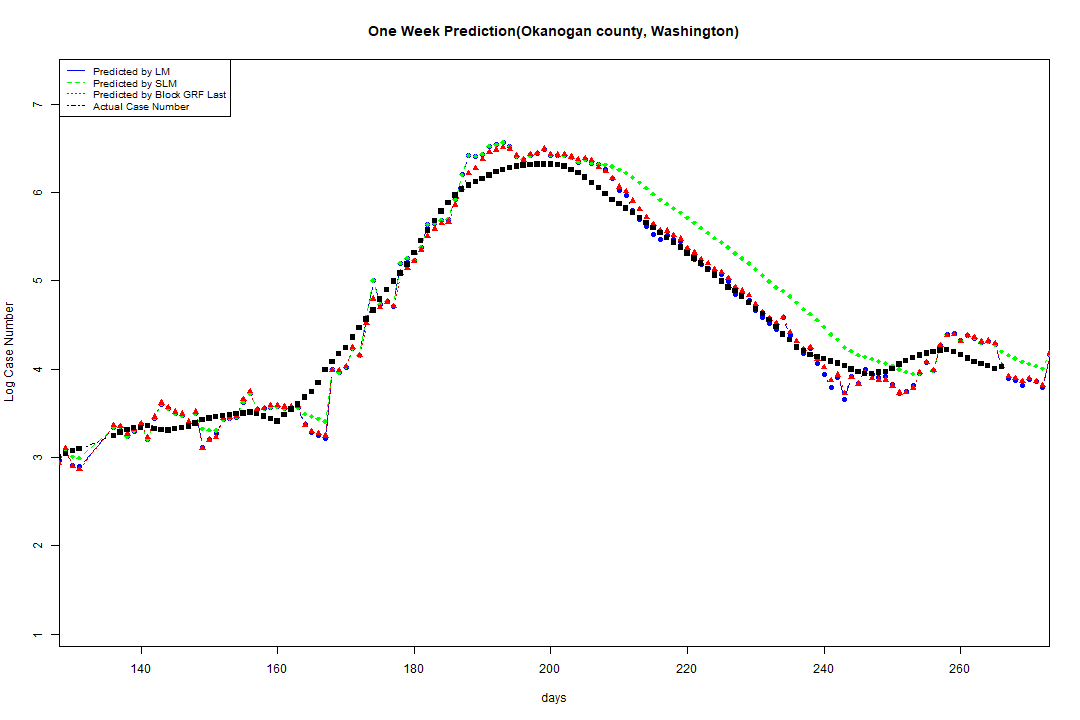 One Week Prediction(Okanogan county, Washington)
Predicted by LM
Predicted by SLM
Predicted by Block GRF Last
Actual Case Number
7
6
5
4
3
2
1
Log Case Number
140 160 180 200 220 240 260
days